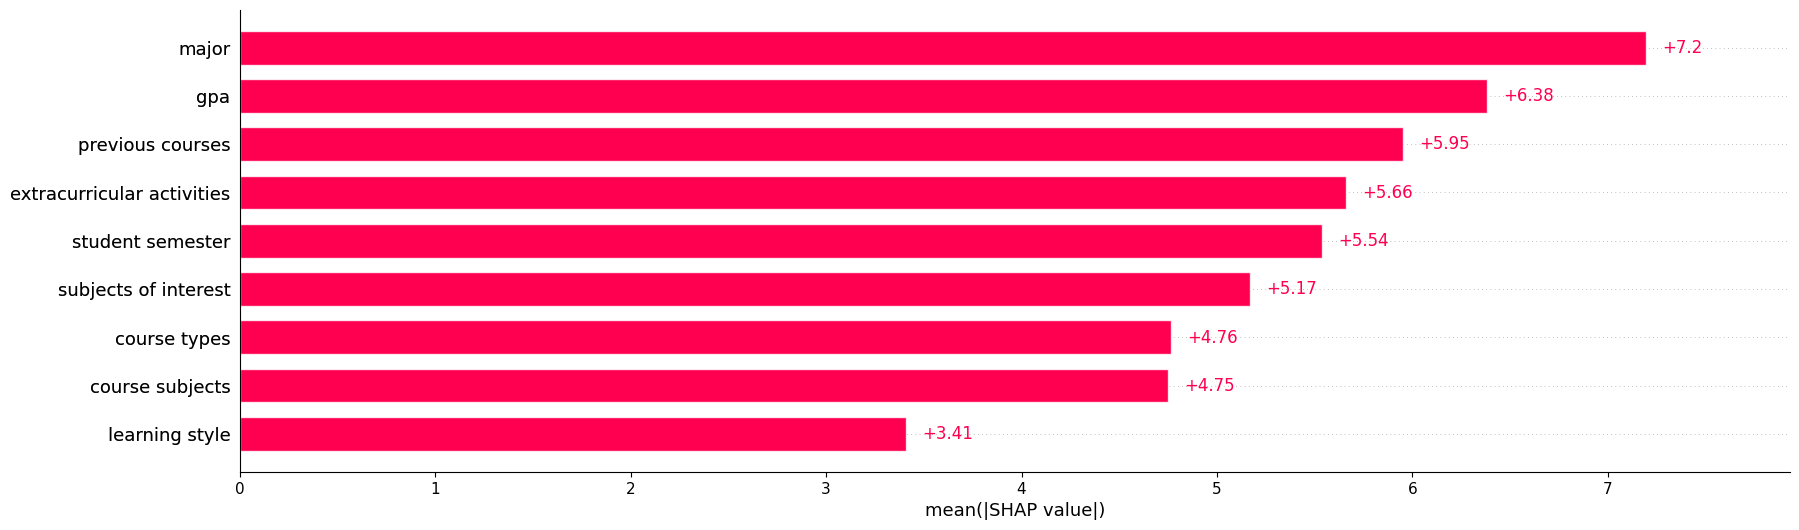 major +7.2
gpa +6.38
previous courses +5.95
extracurricular activities +5.66
student semester +5.54
subjects of interest +5.17
course types +4.76
course subjects +4.75
learning style +3.41
0 1 2 3 4 5 6 7
mean(|SHAP value|)